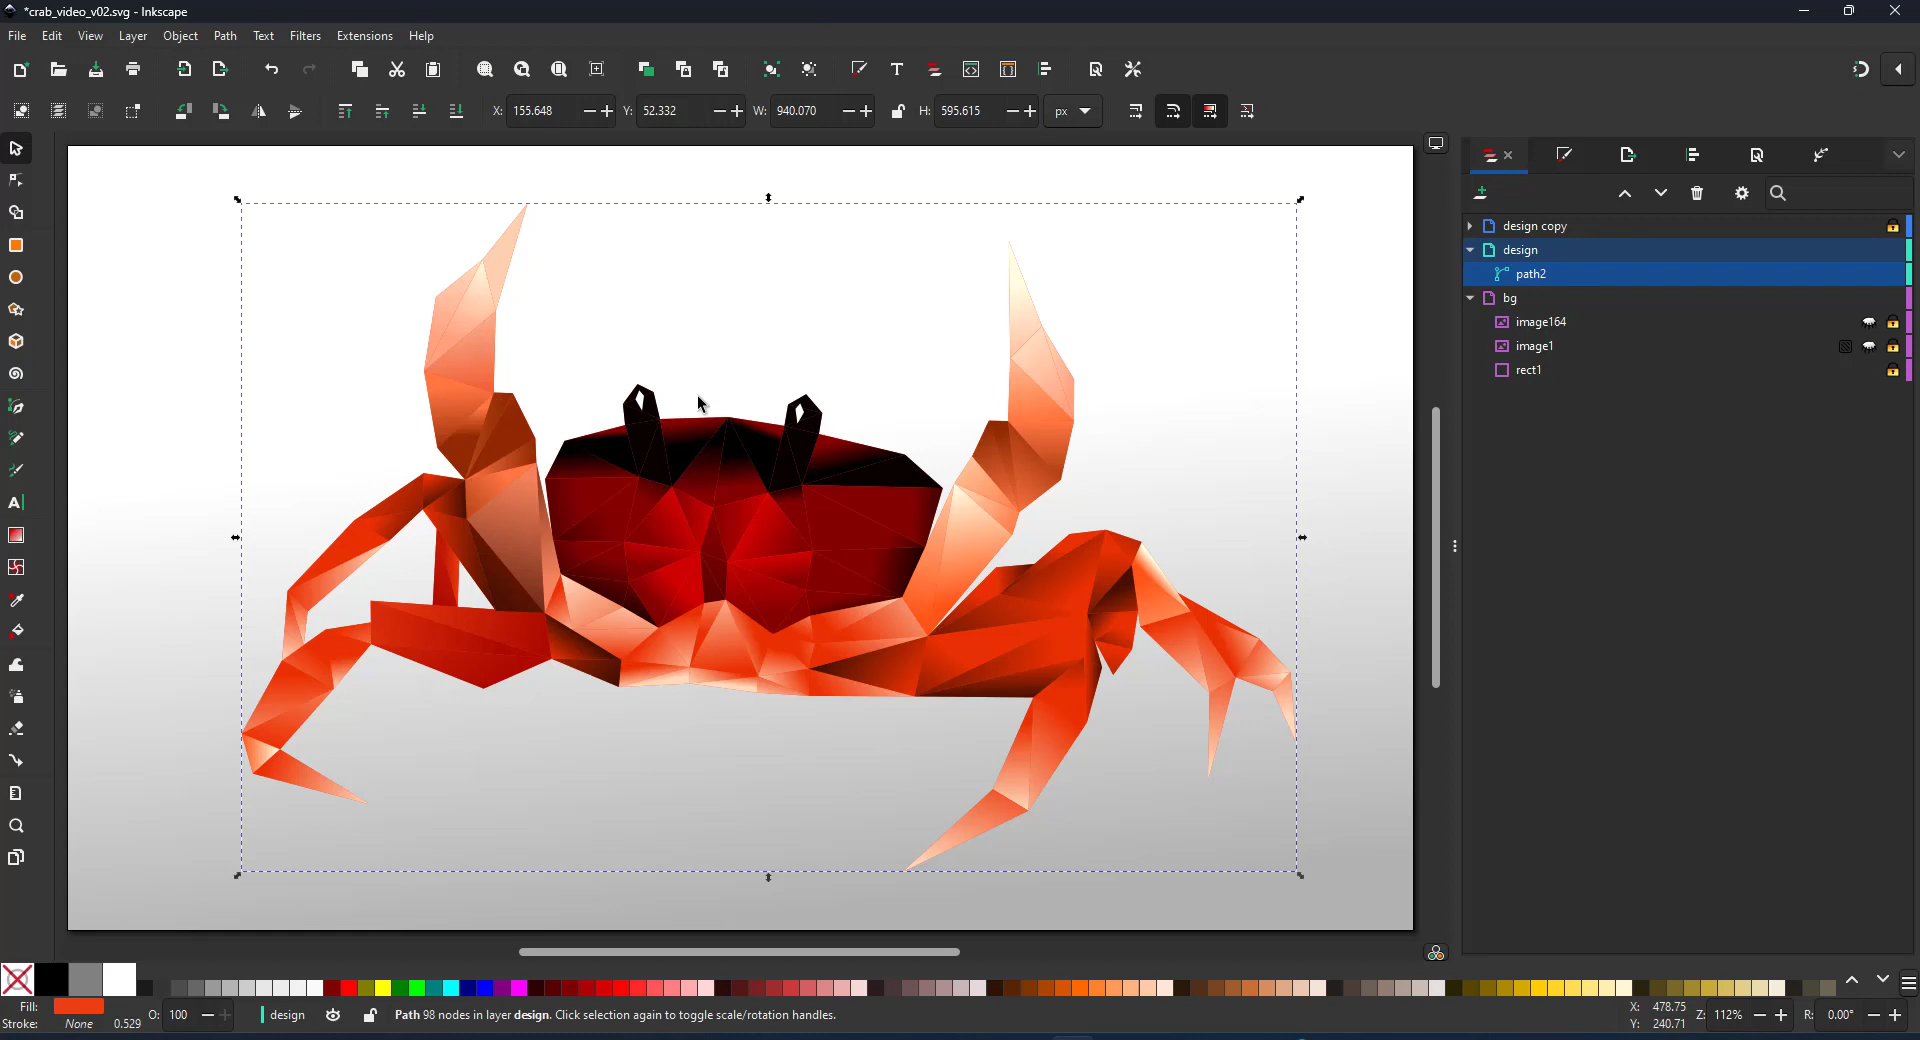 *crab_video_v02.svg - Inkscape
File Edit View Layer Object Path Text Filters Extensions Help
X: 155.648 Y: 52.332 W: 940.070 H: 595.615 px
design copy
design
path2
bg
image164
image1
rect1
Fill:
Stroke: None 0.529 O: 100 design Path 98 nodes in layer design. Click selection again to toggle scale/rotation handles.
X: 478.75
Y: 240.71
Z: 112% R: 0.00°